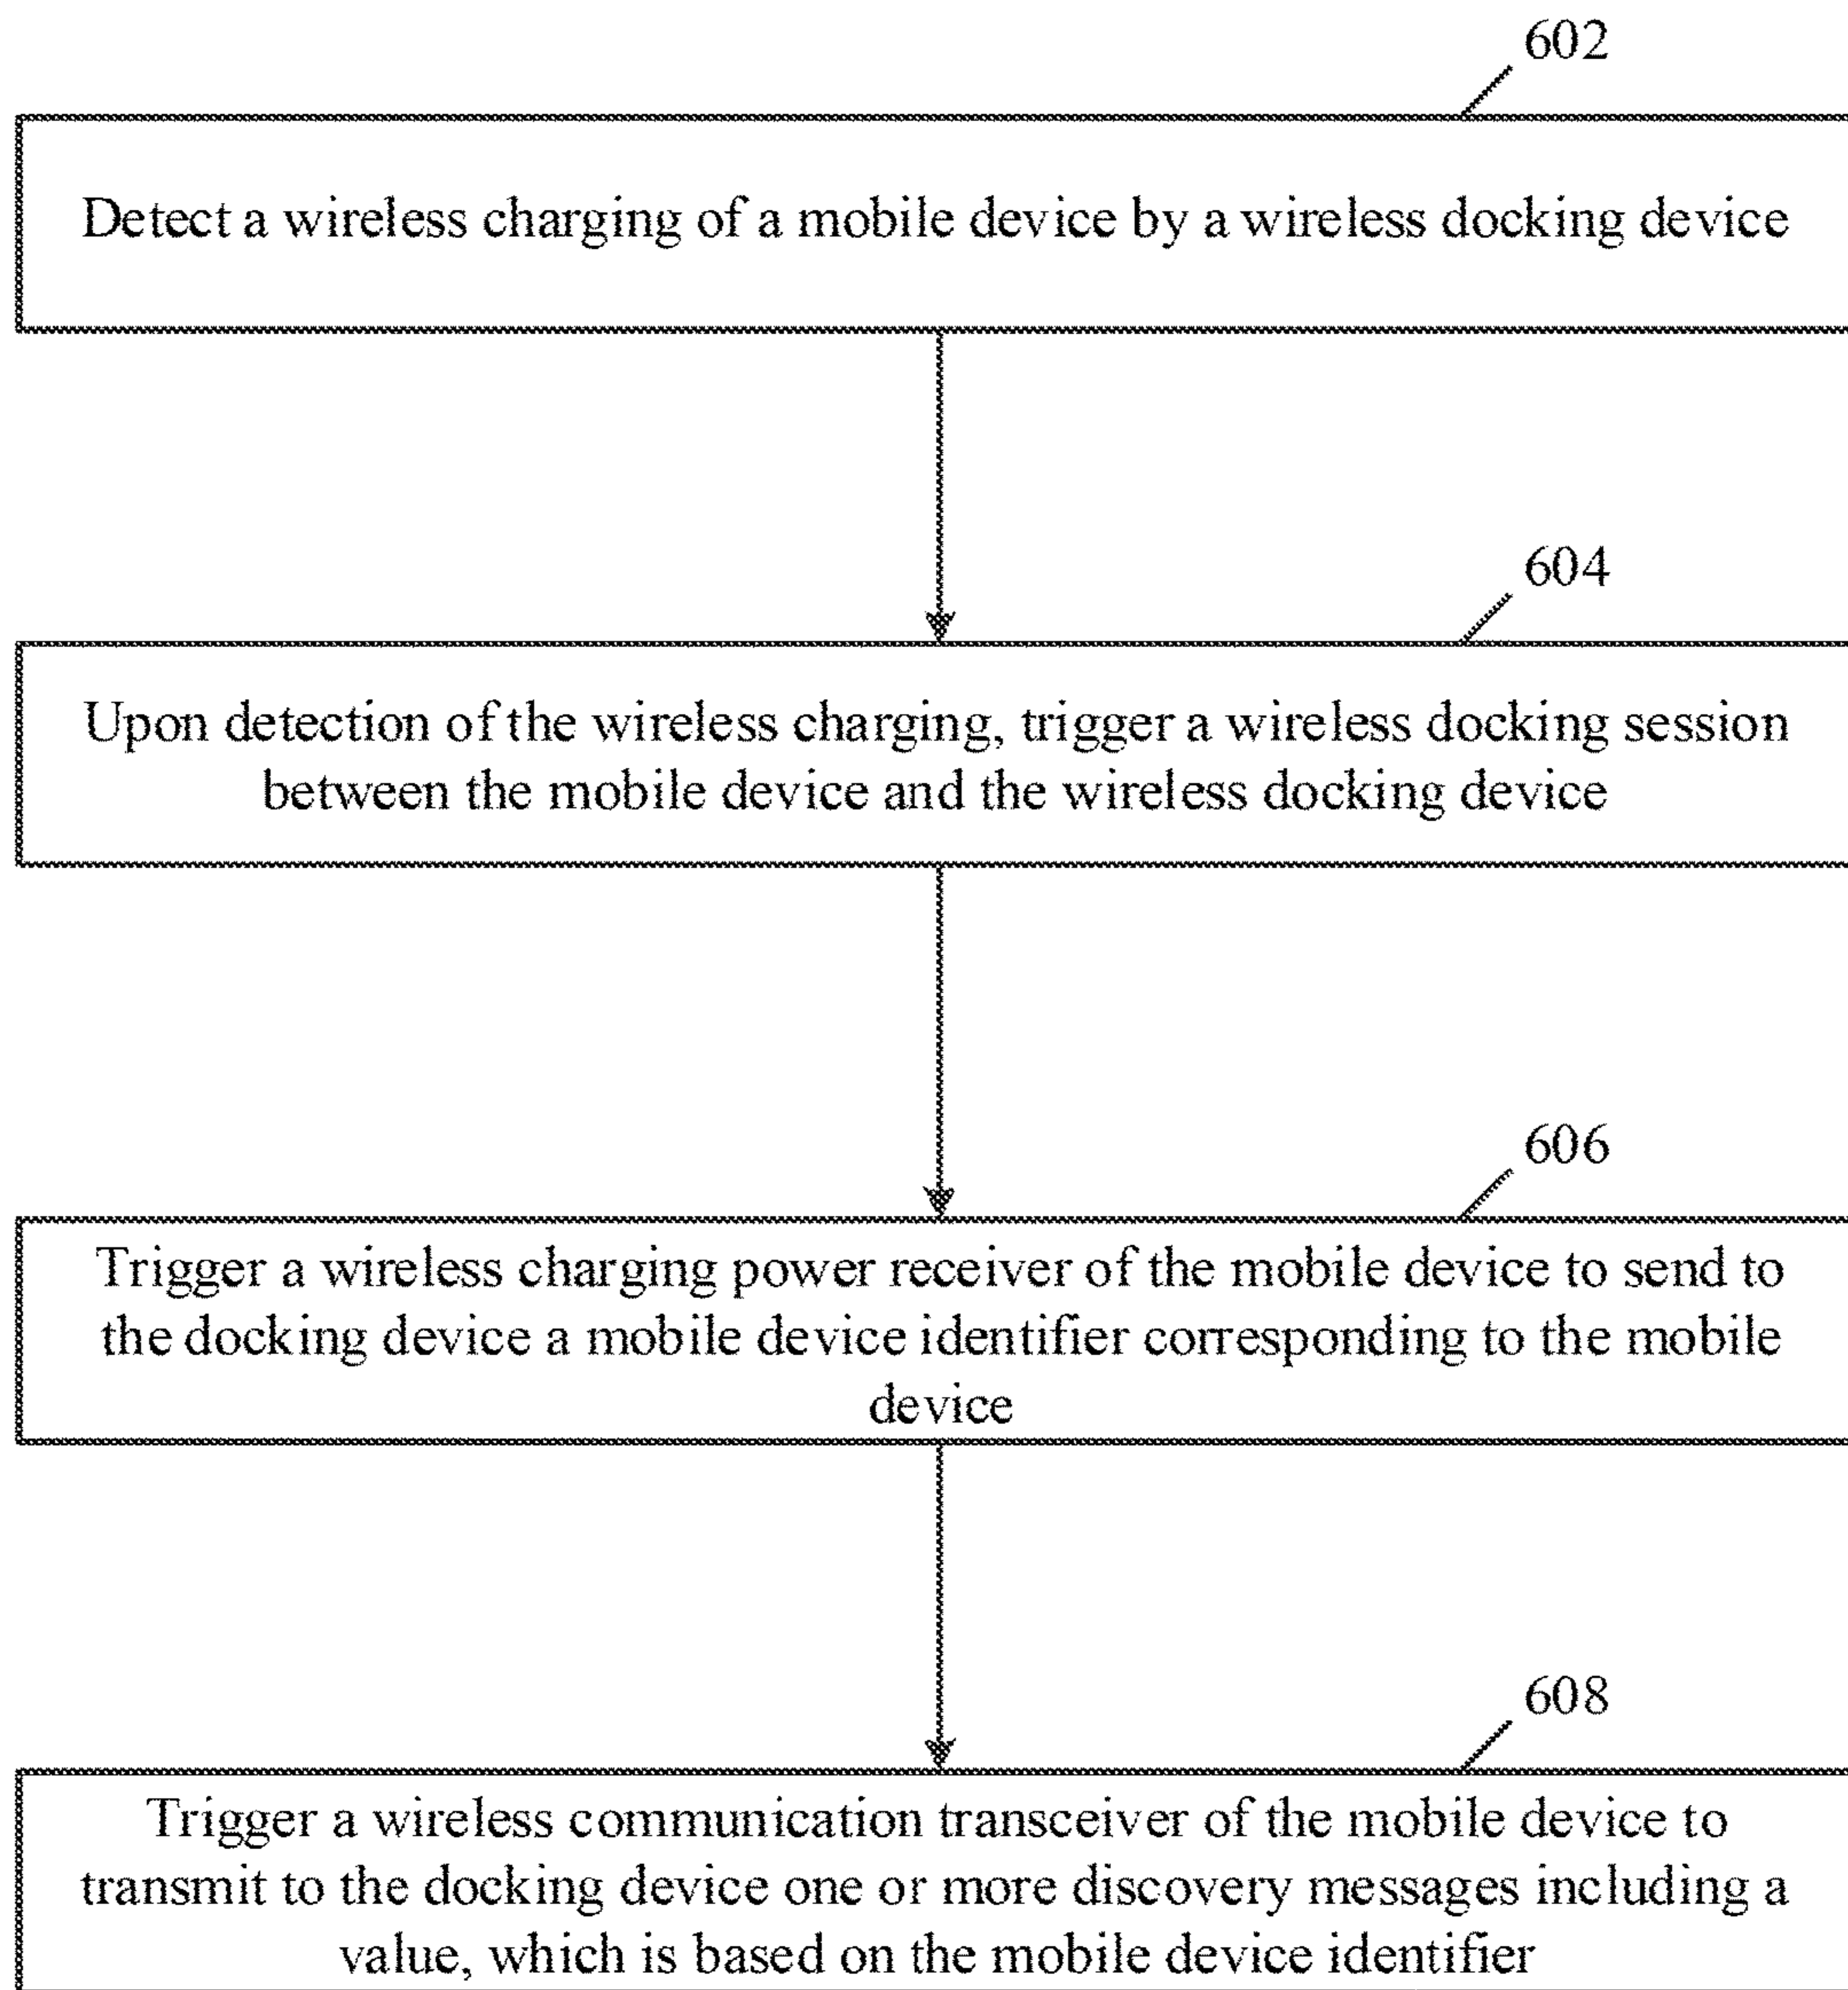 602
Detect a wireless charging of a mobile device by a wireless docking device
604
Upon detection of the wireless charging, trigger a wireless docking session
between the mobile device and the wireless docking device
606
Trigger a wireless charging power receiver of the mobile device to send to
the docking device a mobile device identifier corresponding to the mobile
device
608
Trigger a wireless communication transceiver of the mobile device to
transmit to the docking device one or more discovery messages including a
value, which is based on the mobile device identifier